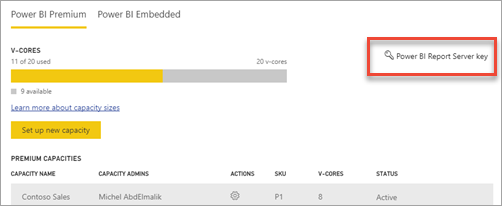 Power BI Premium Power BI Embedded
V-CORES
11 of 20 used 20 v-cores
Power BI Report Server key
9 available
Learn more about capacity sizes
Set up new capacity
PREMIUM CAPACITIES
CAPACITY NAME CAPACITY ADMINS ACTIONS SKU V-CORES STATUS
Contoso Sales Michel AbdElmalik P1 8 Active